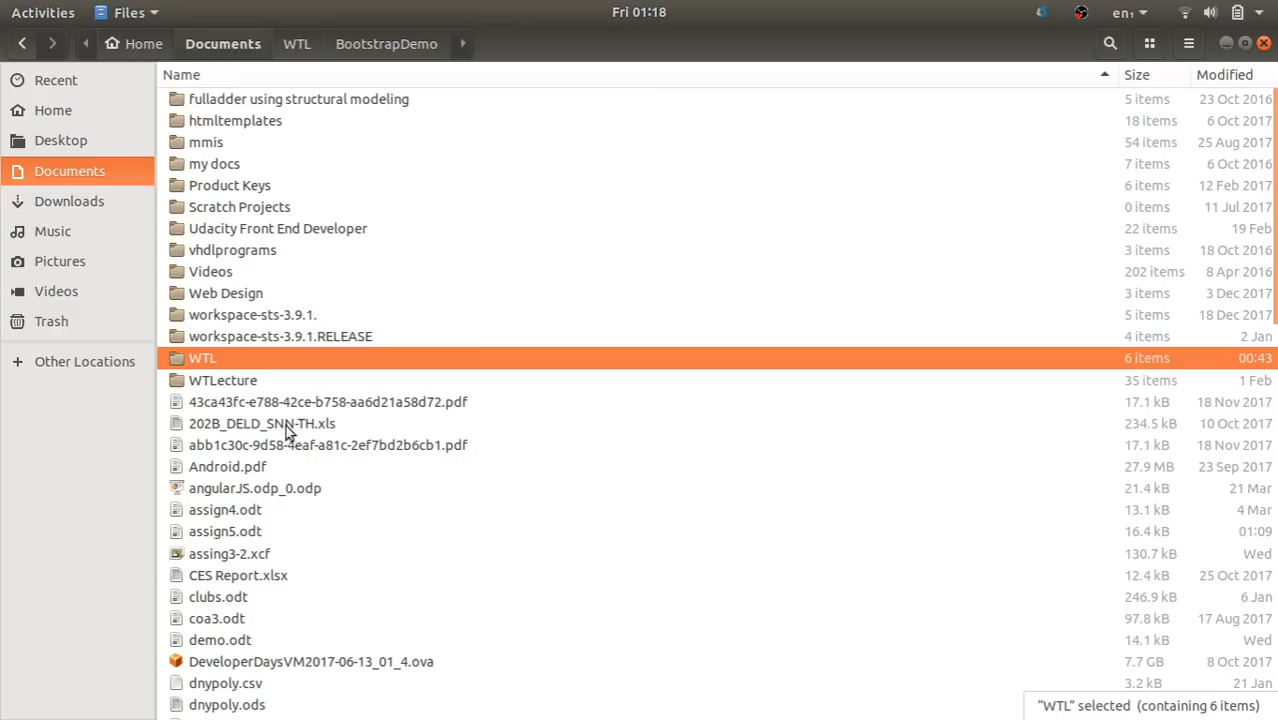 Activities Files Fri 01:18 en₁
Home Documents WTL BootstrapDemo
Recent
Home
Desktop
Documents
Downloads
Music
Pictures
Videos
Trash
+ Other Locations
Name Size Modified
fulladder using structural modeling 5 items 23 Oct 2016
htmltemplates 18 items 6 Oct 2017
mmis 54 items 25 Aug 2017
my docs 7 items 6 Oct 2016
Product Keys 6 items 12 Feb 2017
Scratch Projects 0 items 11 Jul 2017
Udacity Front End Developer 22 items 19 Feb
vhdlprograms 3 items 18 Oct 2016
Videos 202 items 8 Apr 2016
Web Design 3 items 3 Dec 2017
workspace-sts-3.9.1. 5 items 18 Dec 2017
workspace-sts-3.9.1.RELEASE 4 items 2 Jan
WTL 6 items 00:43
WTLecture 35 items 1 Feb
43ca43fc-e788-42ce-b758-aa6d21a58d72.pdf 17.1 kB 18 Nov 2017
202B_DELD_SNN-TH.xls 234.5 kB 10 Oct 2017
abb1c30c-9d58-4eaf-a81c-2ef7bd2b6cb1.pdf 17.1 kB 18 Nov 2017
Android.pdf 27.9 MB 23 Sep 2017
angularJS.odp_0.odp 21.4 kB 21 Mar
assign4.odt 13.1 kB 4 Mar
assign5.odt 16.4 kB 01:09
assing3-2.xcf 130.7 kB Wed
CES Report.xlsx 12.4 kB 25 Oct 2017
clubs.odt 246.9 kB 6 Jan
coa3.odt 97.8 kB 17 Aug 2017
demo.odt 14.1 kB Wed
DeveloperDaysVM2017-06-13_01_4.ova 7.7 GB 8 Oct 2017
dnypoly.csv 3.2 kB 21 Jan
dnypoly.ods
"WTL" selected (containing 6 items)